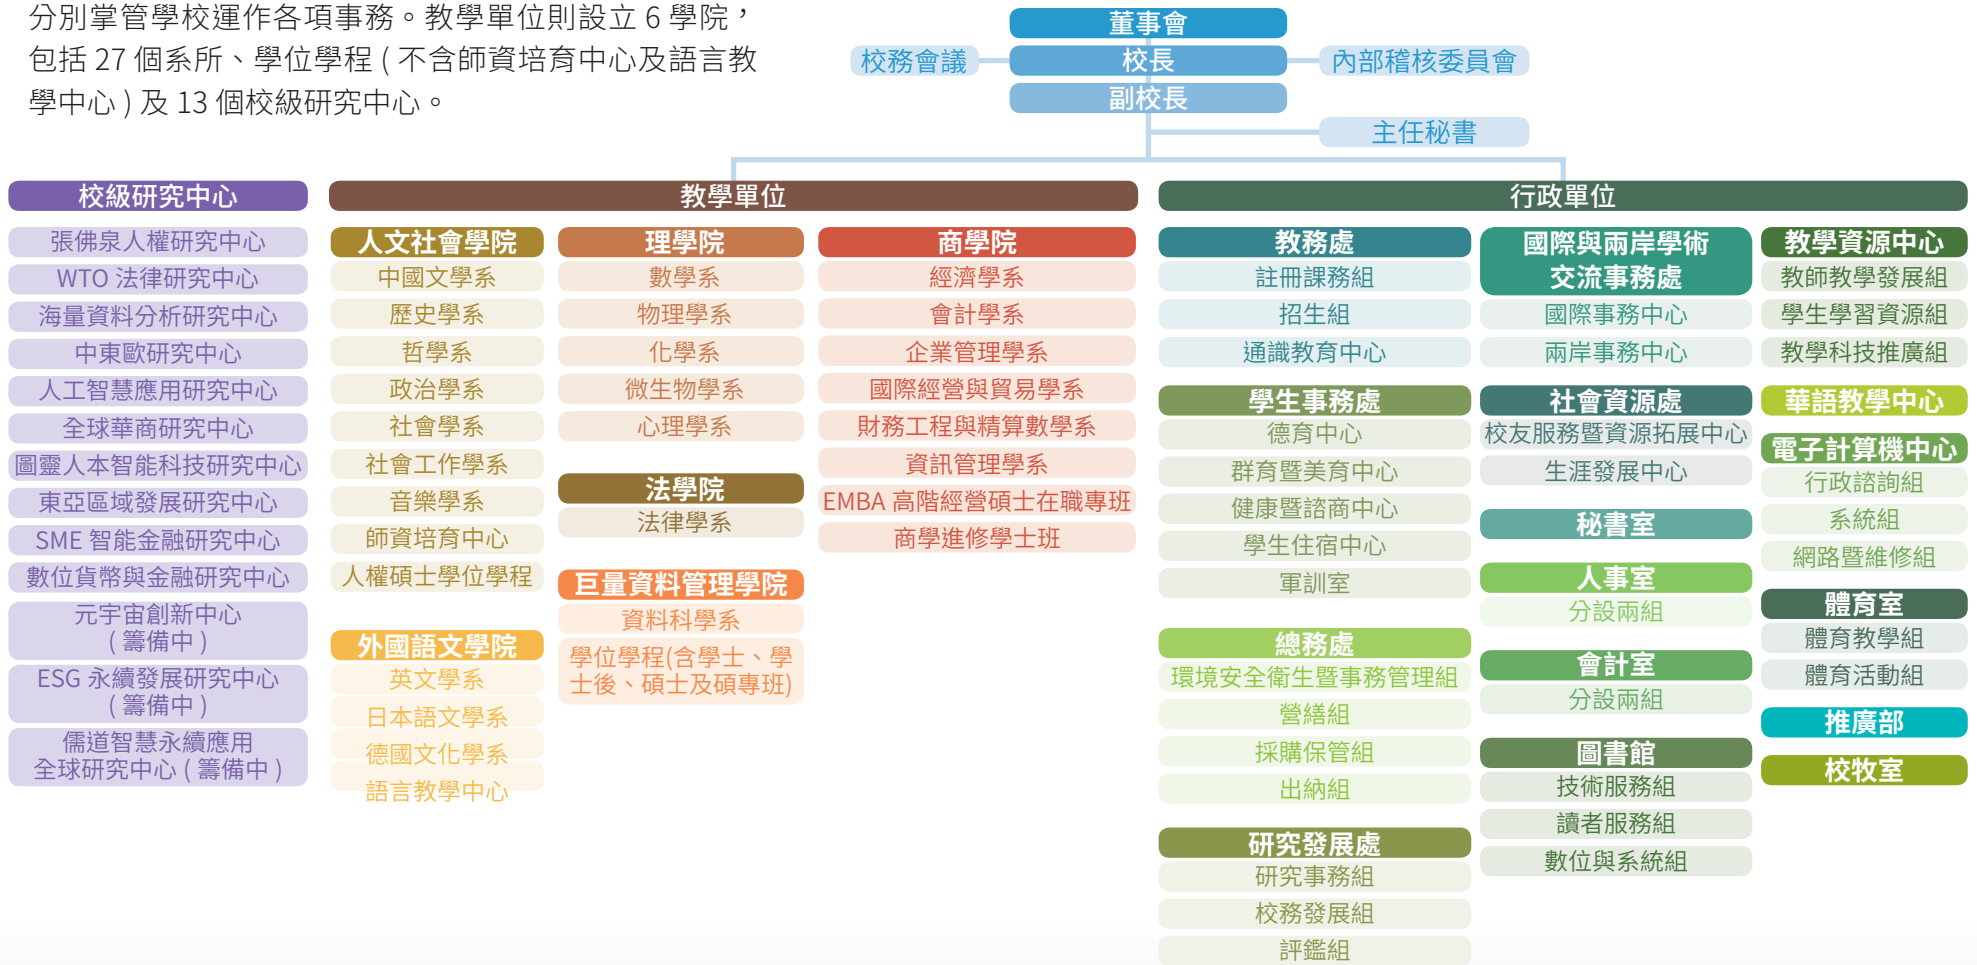 分別掌管學校運作各項事務。教學單位則設立 6 學院，
包括 27 個系所、學位學程 ( 不含師資培育中心及語言教
學中心 ) 及 13 個校級研究中心。
董事會
校務會議
校長
內部稽核委員會
副校長
主任秘書
校級研究中心
張佛泉人權研究中心
WTO 法律研究中心
海量資料分析研究中心
中東歐研究中心
人工智慧應用研究中心
全球華商研究中心
圖靈人本智能科技研究中心
東亞區域發展研究中心
SME 智能金融研究中心
數位貨幣與金融研究中心
元宇宙創新中心
( 籌備中 )
ESG 永續發展研究中心
( 籌備中 )
儒道智慧永續應用
全球研究中心 ( 籌備中 )
教學單位
人文社會學院
中國文學系
歷史學系
哲學系
政治學系
社會學系
社會工作學系
音樂學系
師資培育中心
人權碩士學位學程
外國語文學院
英文學系
日本語文學系
德國文化學系
語言教學中心
理學院
數學系
物理學系
化學系
微生物學系
心理學系
法學院
法律學系
巨量資料管理學院
資料科學系
學位學程(含學士、學
士後、碩士及碩專班)
商學院
經濟學系
會計學系
企業管理學系
國際經營與貿易學系
財務工程與精算數學系
資訊管理學系
EMBA 高階經營碩士在職專班
商學進修學士班
行政單位
教務處
註冊課務組
招生組
通識教育中心
學生事務處
德育中心
群育暨美育中心
健康暨諮商中心
學生住宿中心
軍訓室
總務處
環境安全衛生暨事務管理組
營繕組
採購保管組
出納組
研究發展處
研究事務組
校務發展組
評鑑組
國際與兩岸學術
交流事務處
國際事務中心
兩岸事務中心
社會資源處
校友服務暨資源拓展中心
生涯發展中心
秘書室
人事室
分設兩組
會計室
分設兩組
圖書館
技術服務組
讀者服務組
數位與系統組
教學資源中心
教師教學發展組
學生學習資源組
教學科技推廣組
華語教學中心
電子計算機中心
行政諮詢組
系統組
網路暨維修組
體育室
體育教學組
體育活動組
推廣部
校牧室